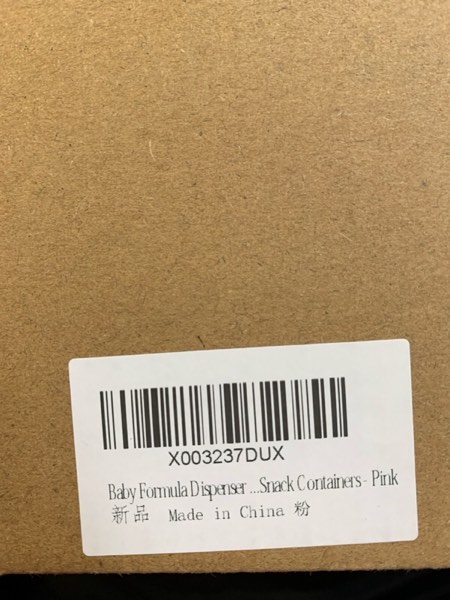 X003237DUX
Baby Formula Dispenser ...Snack Containers - Pink
新品 Made in China 粉